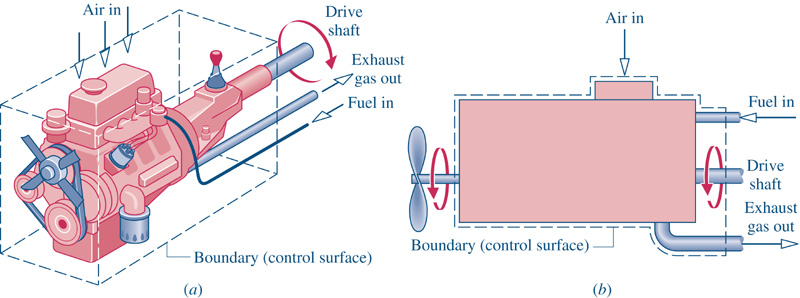 Air in
Drive
shaft
Exhaust
gas out
Fuel in
Boundary (control surface)
(a)
Air in
Fuel in
Drive
shaft
Exhaust
gas out
Boundary (control surface)
(b)